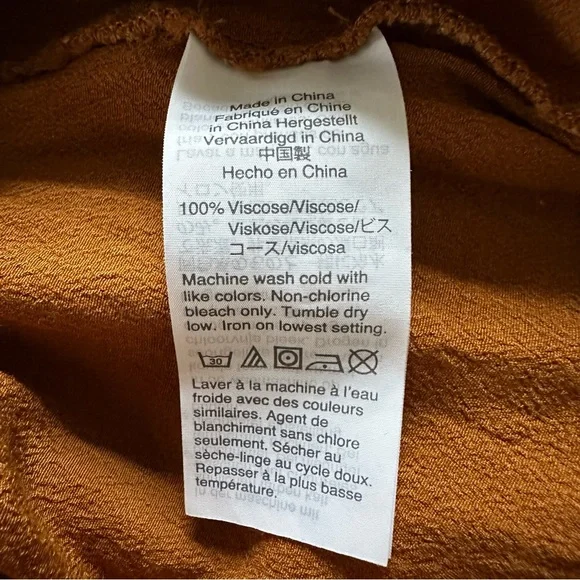 Made in China
Fabriqué en Chine
in China Hergestellt
Vervaardigd in China
中国製
Hecho en China
100% Viscose/Viscose/
Viskose/Viscose/ビス
コース/viscosa
Machine wash cold with
like colors. Non-chlorine
bleach only. Tumble dry
low. Iron on lowest setting.
30
Laver à la machine à l'eau
froide avec des couleurs
similaires. Agent de
blanchiment sans chlore
seulement. Sécher au
sèche-linge au cycle doux.
Repasser à la plus basse
température.